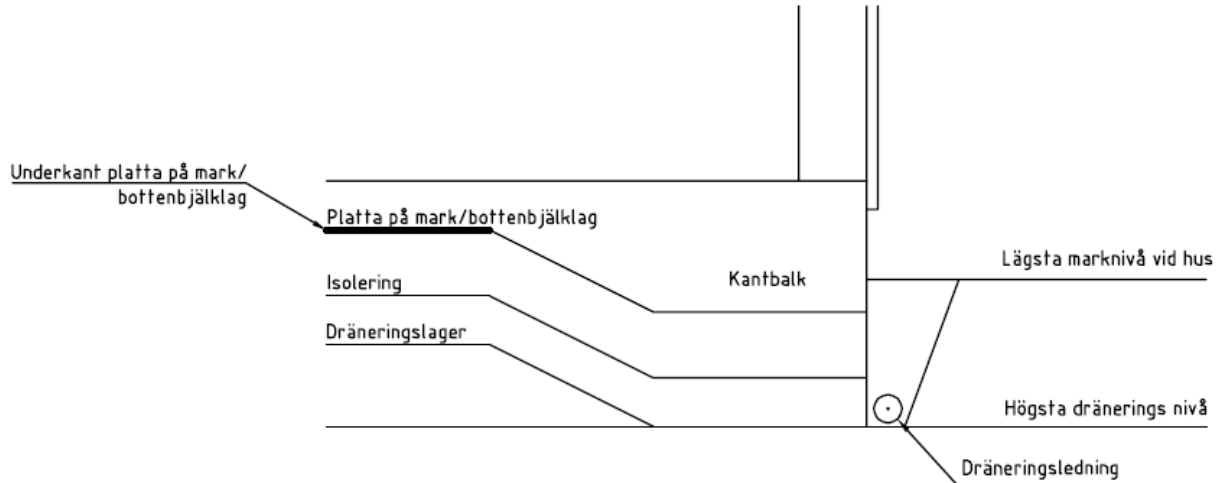 Underkant platta på mark/
bottenbjälklag
Platta på mark/bottenbjälklag
Isolering
Dräneringslager
Kantbalk
Lägsta marknivå vid hus
Högsta dränerings nivå
Dräneringsledning